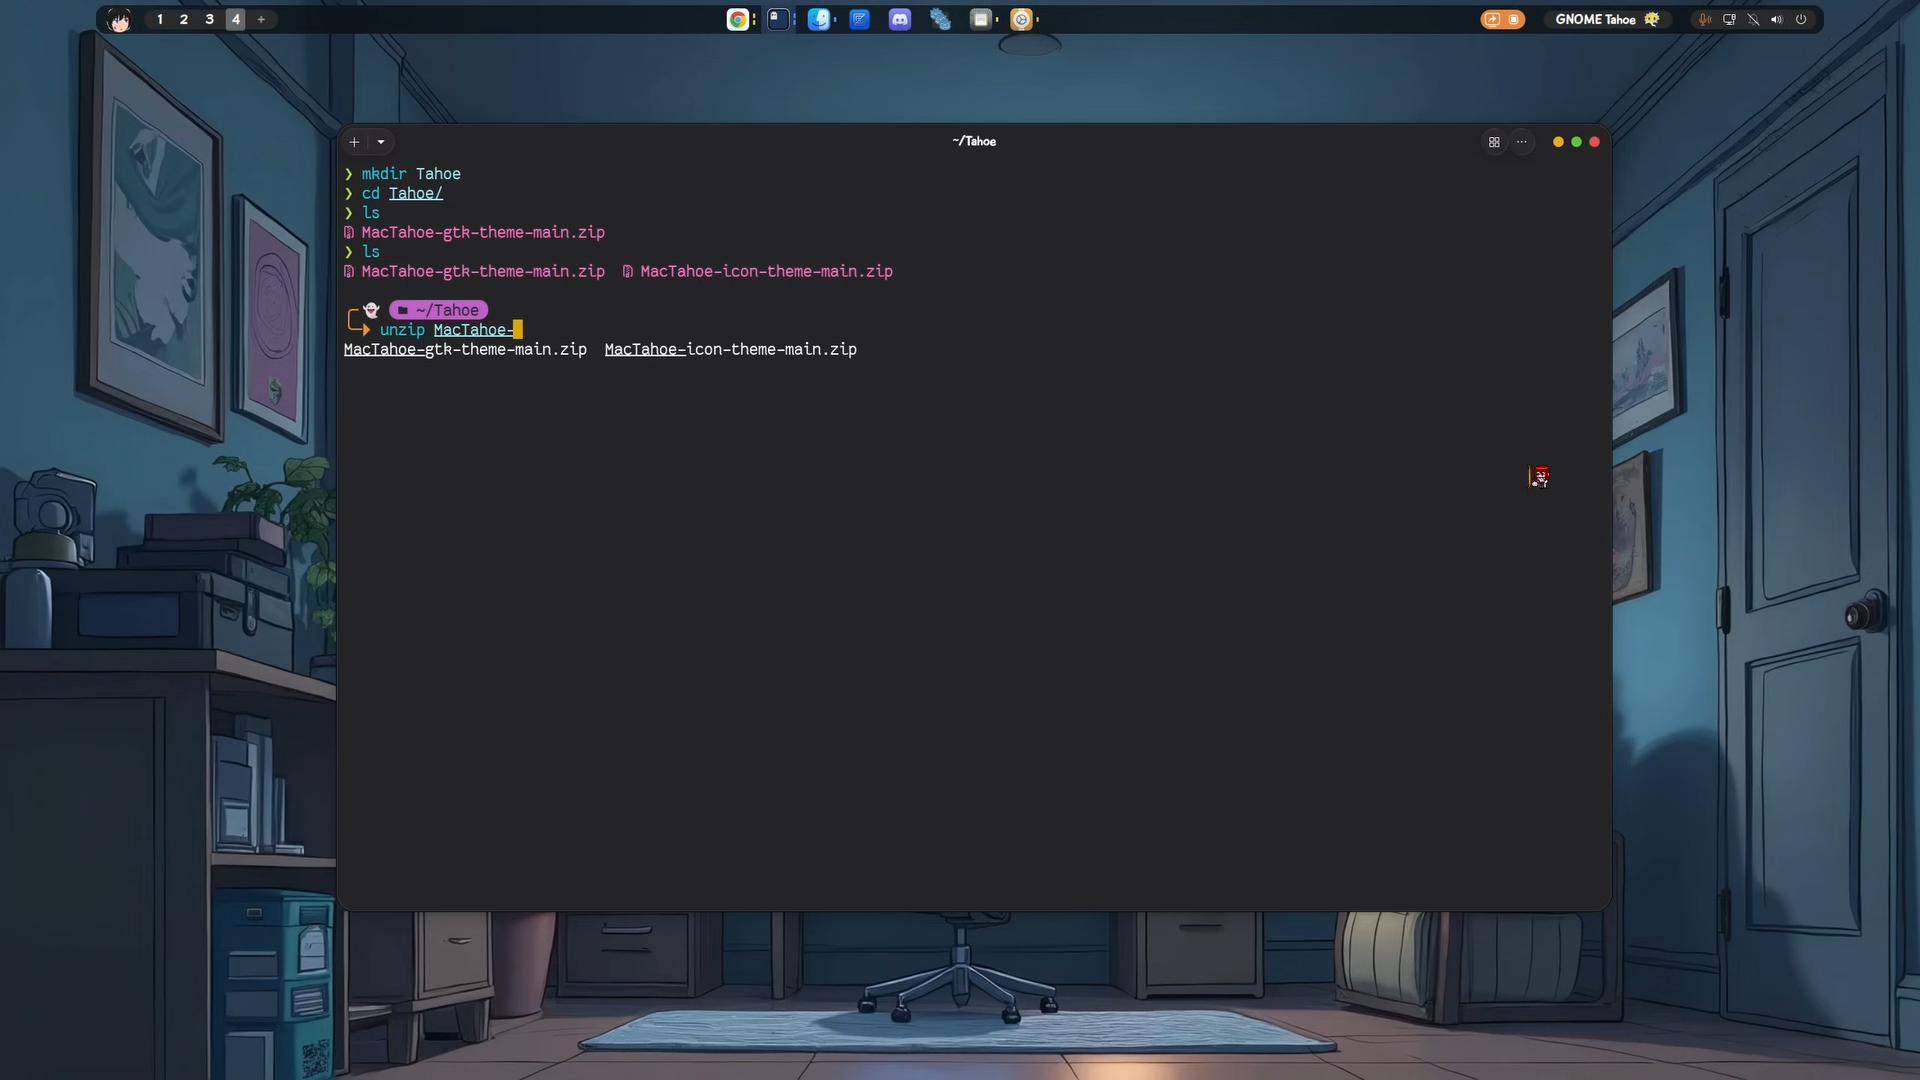 1 2 3 4 +
GNOME Tahoe
~/Tahoe
❯ mkdir Tahoe
❯ cd Tahoe/
❯ ls
MacTahoe-gtk-theme-main.zip
❯ ls
MacTahoe-gtk-theme-main.zip MacTahoe-icon-theme-main.zip
~/Tahoe
unzip MacTahoe-
MacTahoe-gtk-theme-main.zip MacTahoe-icon-theme-main.zip